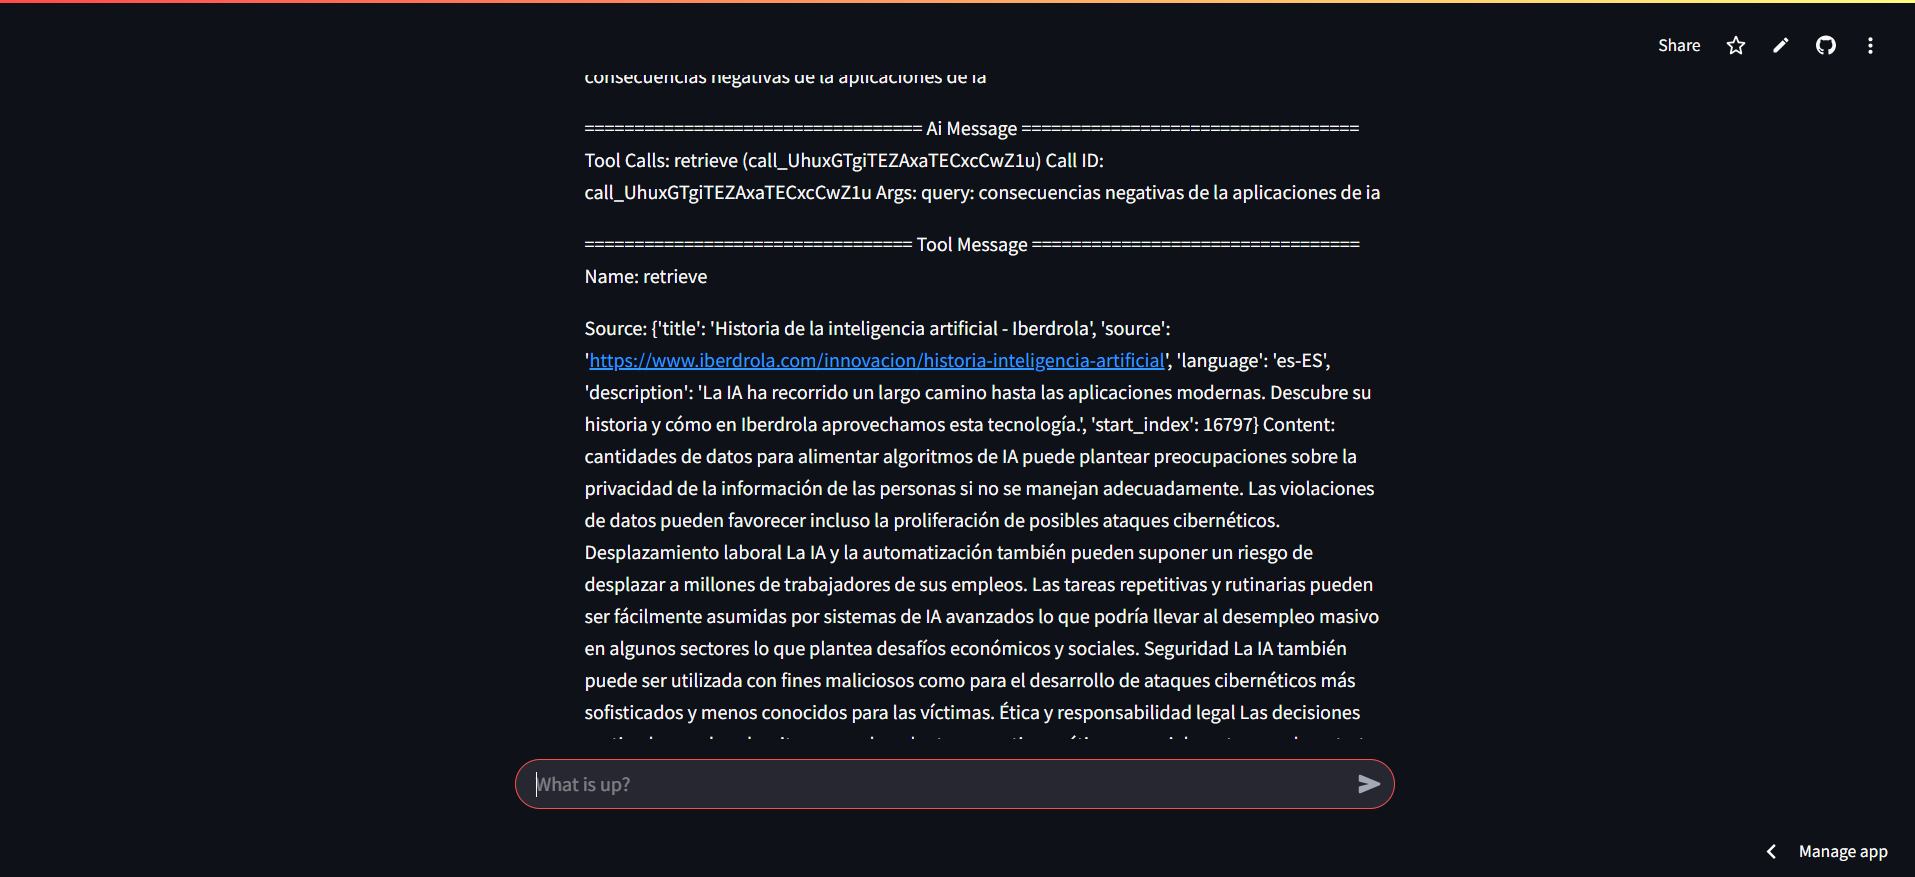 Share
consecuencias negativas de la aplicaciones de ia
================================== Ai Message ==================================
Tool Calls: retrieve (call_UhuxGTgiTEZAxaTECxcCwZ1u) Call ID:
call_UhuxGTgiTEZAxaTECxcCwZ1u Args: query: consecuencias negativas de la aplicaciones de ia
================================= Tool Message =================================
Name: retrieve
Source: {'title': 'Historia de la inteligencia artificial - Iberdrola', 'source':
'https://www.iberdrola.com/innovacion/historia-inteligencia-artificial', 'language': 'es-ES',
'description': 'La IA ha recorrido un largo camino hasta las aplicaciones modernas. Descubre su
historia y cómo en Iberdrola aprovechamos esta tecnología.', 'start_index': 16797} Content:
cantidades de datos para alimentar algoritmos de IA puede plantear preocupaciones sobre la
privacidad de la información de las personas si no se manejan adecuadamente. Las violaciones
de datos pueden favorecer incluso la proliferación de posibles ataques cibernéticos.
Desplazamiento laboral La IA y la automatización también pueden suponer un riesgo de
desplazar a millones de trabajadores de sus empleos. Las tareas repetitivas y rutinarias pueden
ser fácilmente asumidas por sistemas de IA avanzados lo que podría llevar al desempleo masivo
en algunos sectores lo que plantea desafíos económicos y sociales. Seguridad La IA también
puede ser utilizada con fines maliciosos como para el desarrollo de ataques cibernéticos más
sofisticados y menos conocidos para las víctimas. Ética y responsabilidad legal Las decisiones
What is up?
Manage app